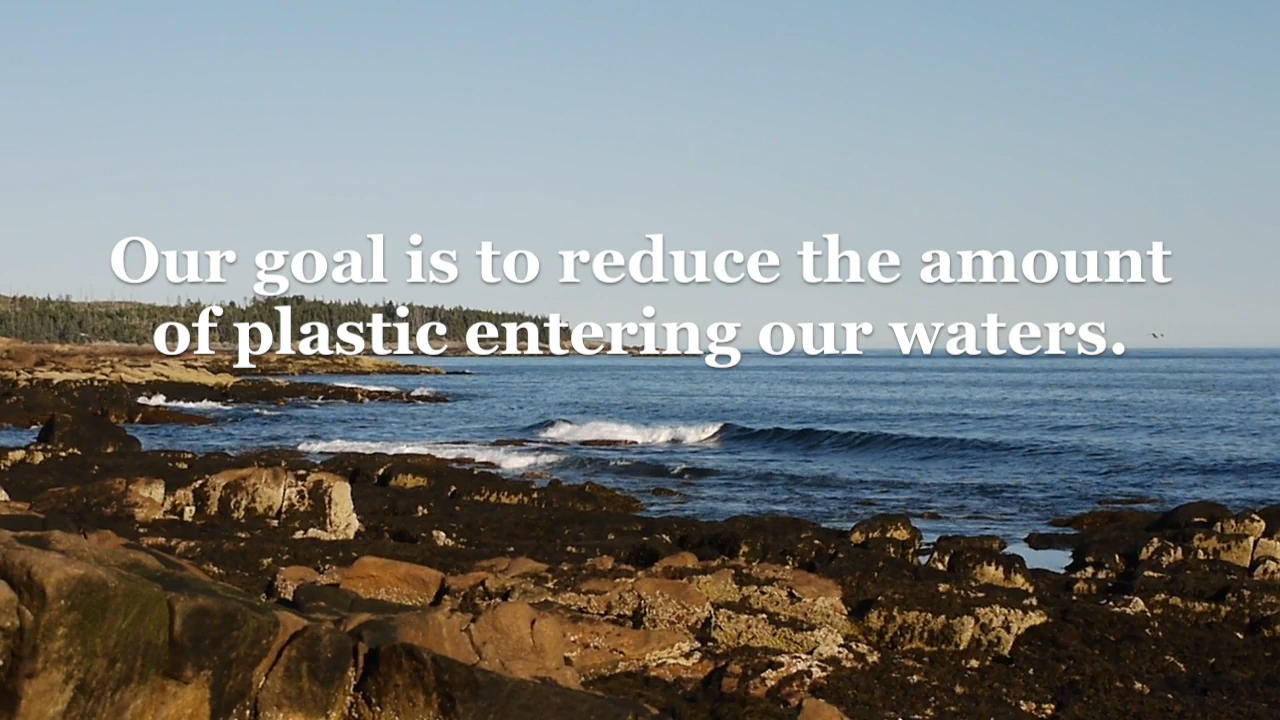 Our goal is to reduce the amount
of plastic entering our waters.